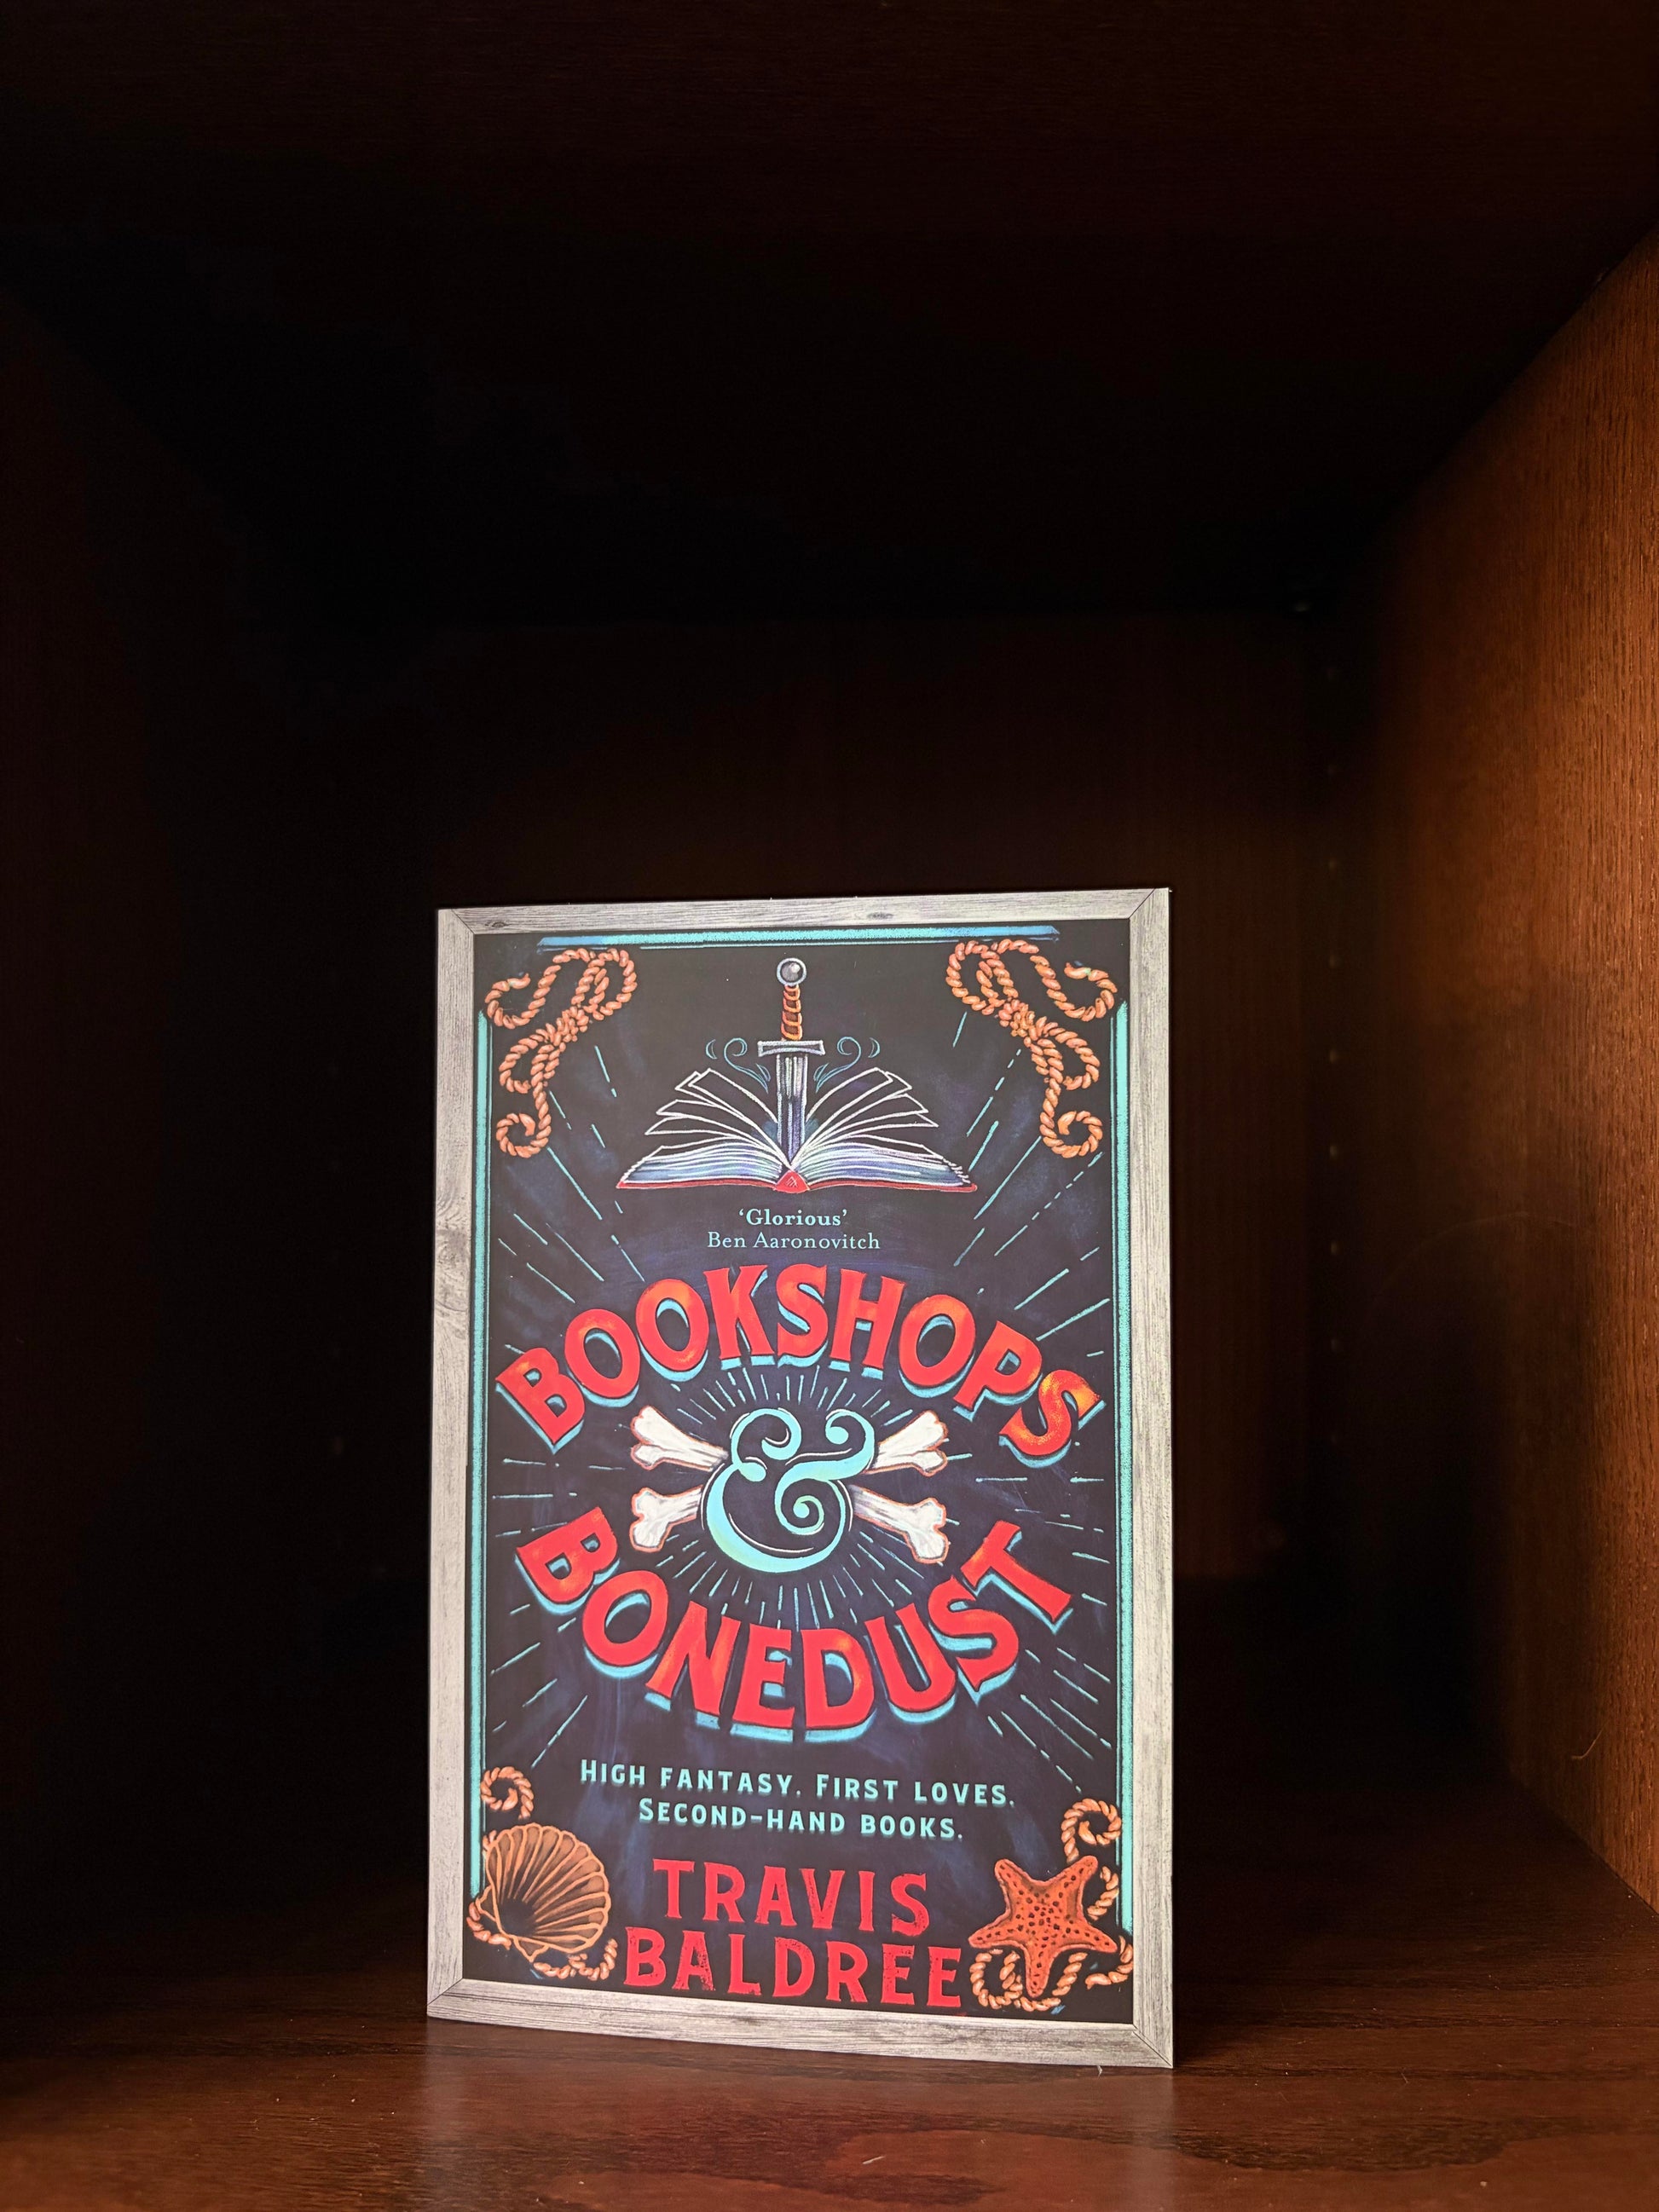 ‘Glorious’
Ben Aaronovitch
BOOKSHOPS
&
BONEDUST
HIGH FANTASY. FIRST LOVES.
SECOND-HAND BOOKS.
TRAVIS
BALDREE